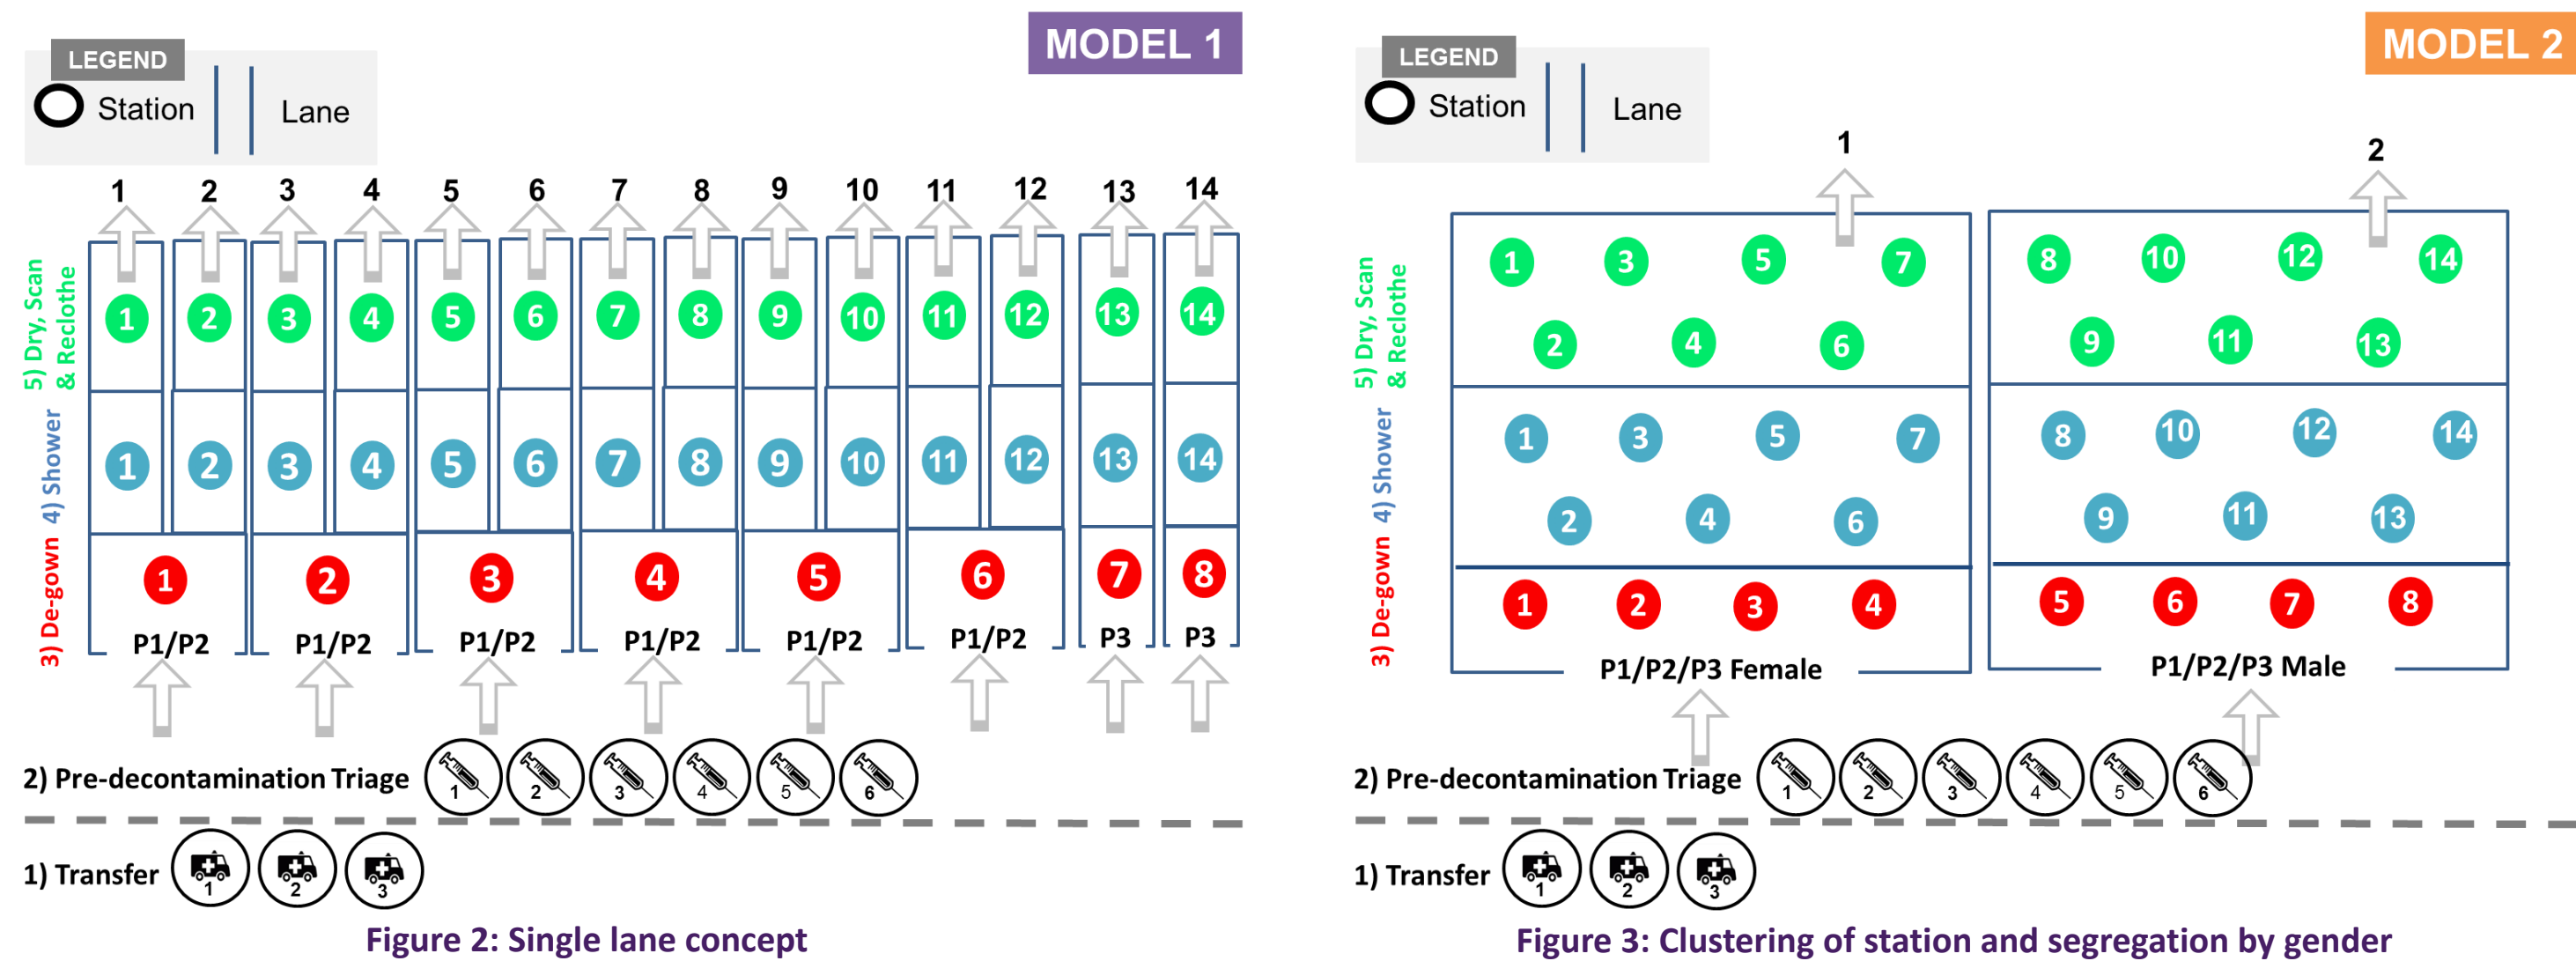 MODEL 1
LEGEND
Station Lane
1 2 3 4 5 6 7 8 9 10 11 12 13 14
5) Dry, Scan
& Reclothe
1 2 3 4 5 6 7 8 9 10 11 12 13 14
4) Shower
1 2 3 4 5 6 7 8 9 10 11 12 13 14
3) De-gown
1 2 3 4 5 6 7 8
P1/P2 P1/P2 P1/P2 P1/P2 P1/P2 P1/P2 P3 P3
2) Pre-decontamination Triage
1 2 3 4 5 6
1) Transfer
1 2 3
Figure 2: Single lane concept
MODEL 2
LEGEND
Station Lane
1 2
5) Dry, Scan
& Reclothe
1 3 5 7 8 10 12 14
2 4 6 9 11 13
4) Shower
1 3 5 7 8 10 12 14
2 4 6 9 11 13
3) De-gown
1 2 3 4 5 6 7 8
P1/P2/P3 Female P1/P2/P3 Male
2) Pre-decontamination Triage
1 2 3 4 5 6
1) Transfer
1 2 3
Figure 3: Clustering of station and segregation by gender